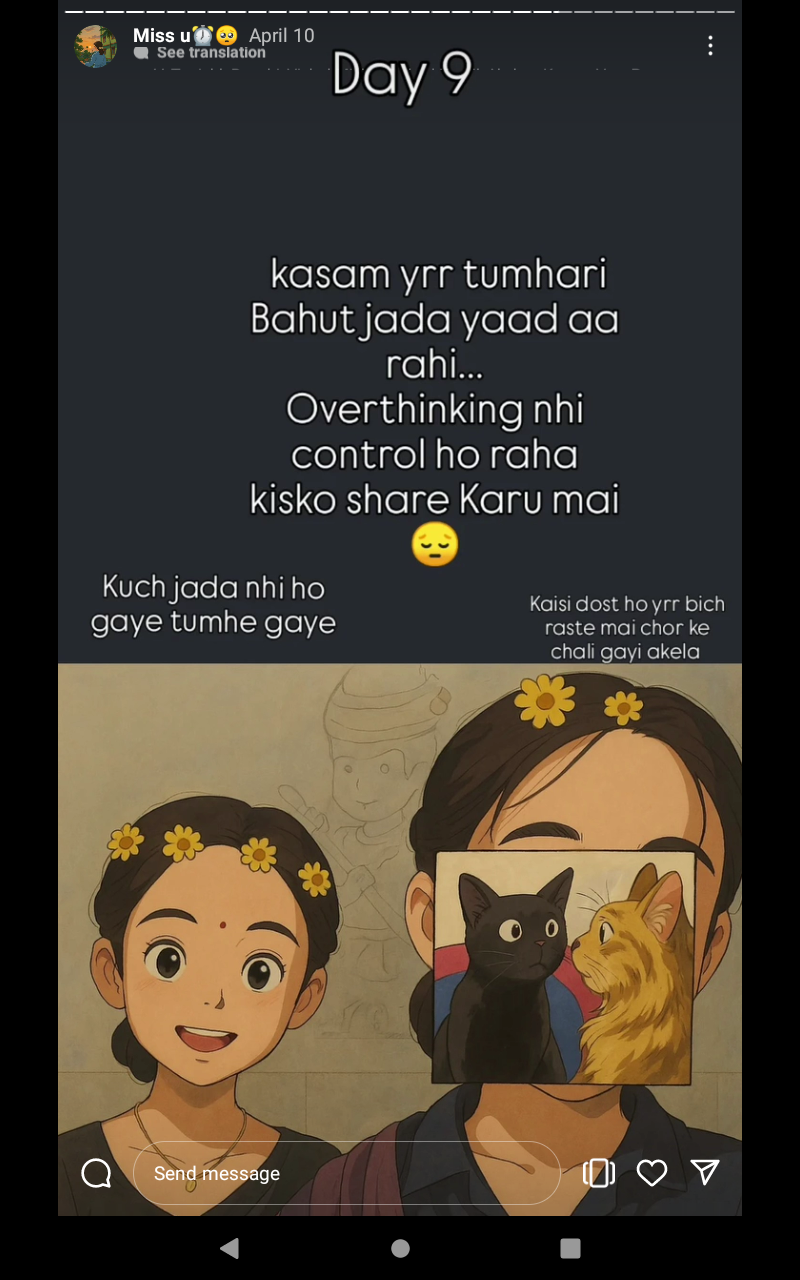 Miss u⏰🥺 April 10
See translation
Day 9
kasam yrr tumhari
Bahut jada yaad aa
rahi...
Overthinking nhi
control ho raha
kisko share Karu mai
😔
Kuch jada nhi ho
gaye tumhe gaye
Kaisi dost ho yrr bich
raste mai chor ke
chali gayi akela
Send message